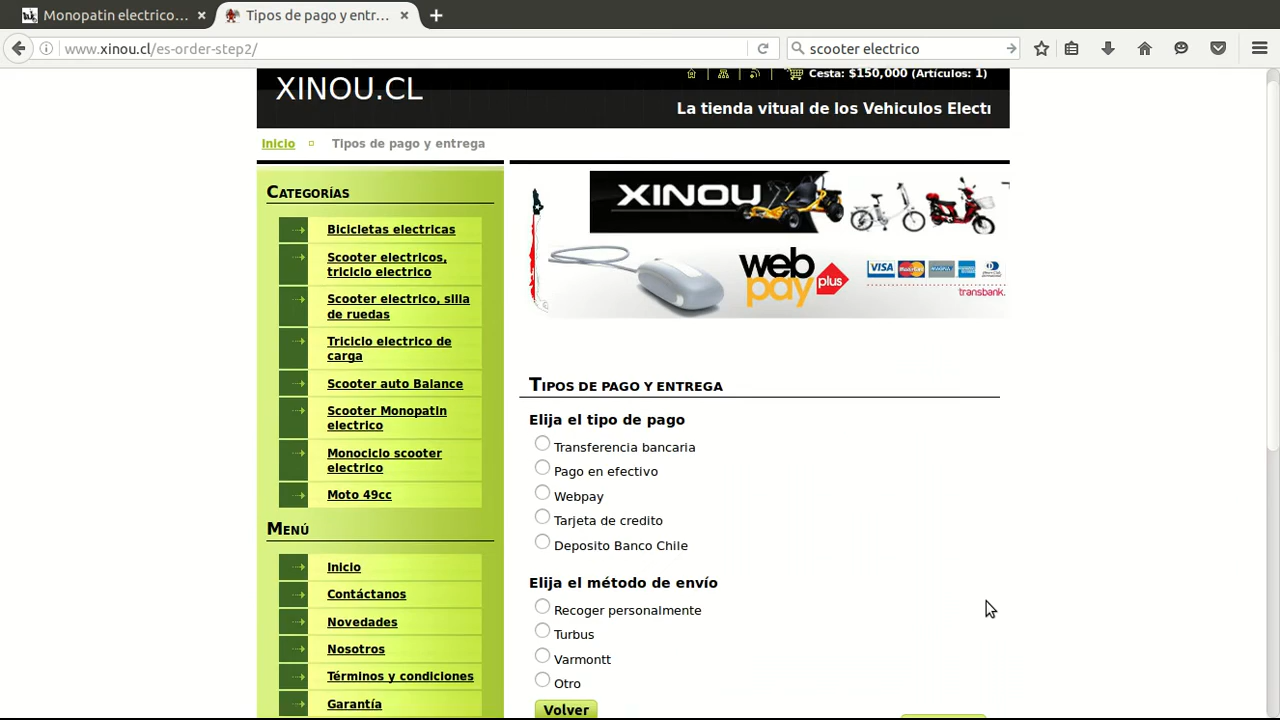 Monopatin electrico...
Tipos de pago y entr...
www.xinou.cl/es-order-step2/
scooter electrico
XINOU.CL
Cesta: $150,000 (Artículos: 1)
La tienda vitual de los Vehiculos Electr
Inicio
Tipos de pago y entrega
Categorías
Bicicletas electricas
Scooter electricos,
triciclo electrico
Scooter electrico, silla
de ruedas
Triciclo electrico de
carga
Scooter auto Balance
Scooter Monopatin
electrico
Monociclo scooter
electrico
Moto 49cc
Menú
Inicio
Contáctanos
Novedades
Nosotros
Términos y condiciones
Garantía
XINOU
web
pay
plus
VISA
MasterCard
transbank.
Tipos de pago y entrega
Elija el tipo de pago
Transferencia bancaria
Pago en efectivo
Webpay
Tarjeta de credito
Deposito Banco Chile
Elija el método de envío
Recoger personalmente
Turbus
Varmontt
Otro
Volver